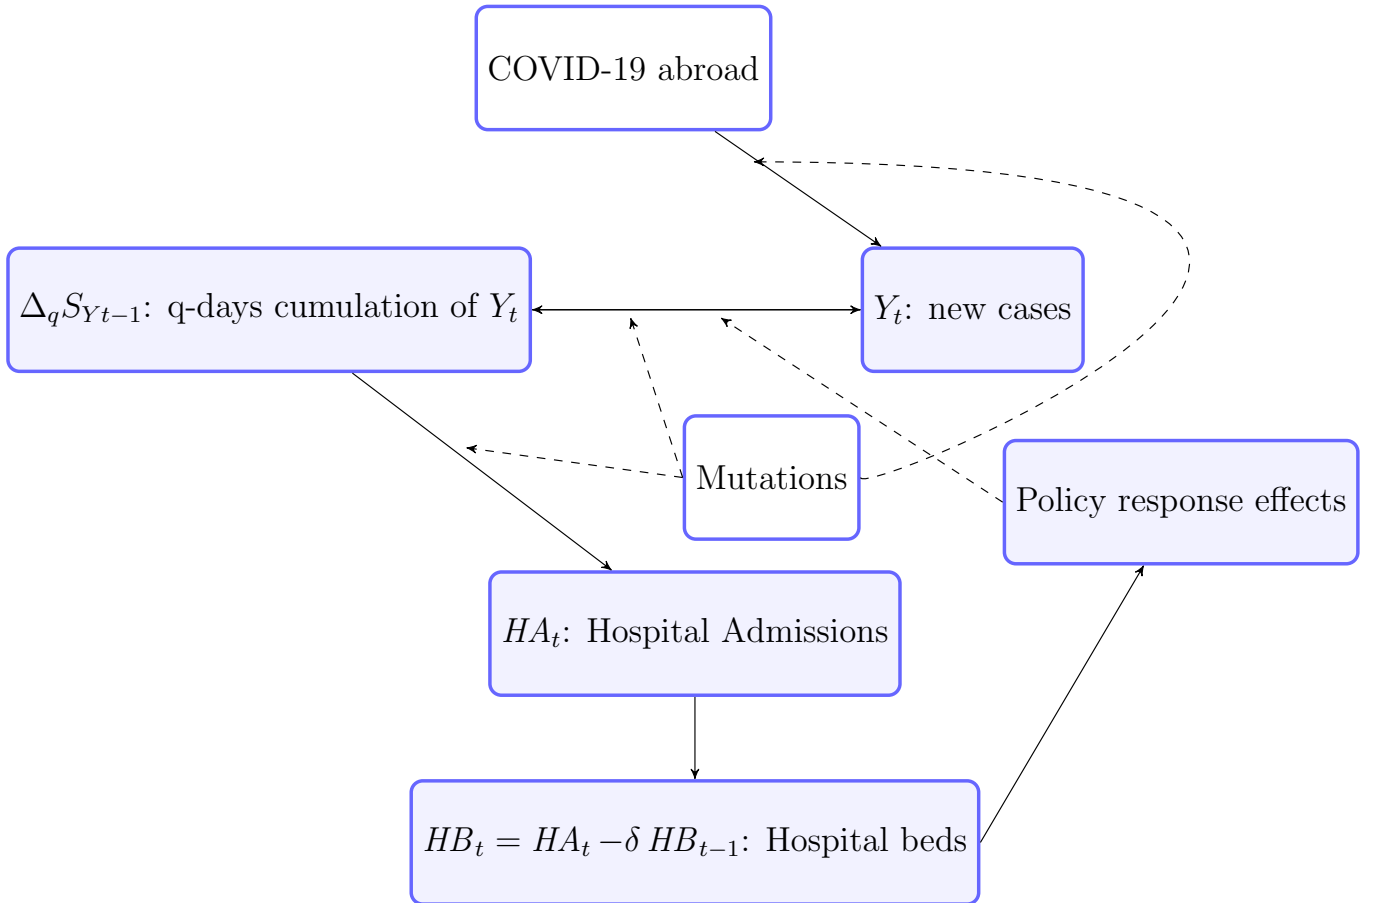 COVID-19 abroad
Δ_qS_{Yt−1}: q-days cumulation of Y_t
Y_t: new cases
Mutations
Policy response effects
HA_t: Hospital Admissions
HB_t = HA_t −δ HB_{t−1}: Hospital beds